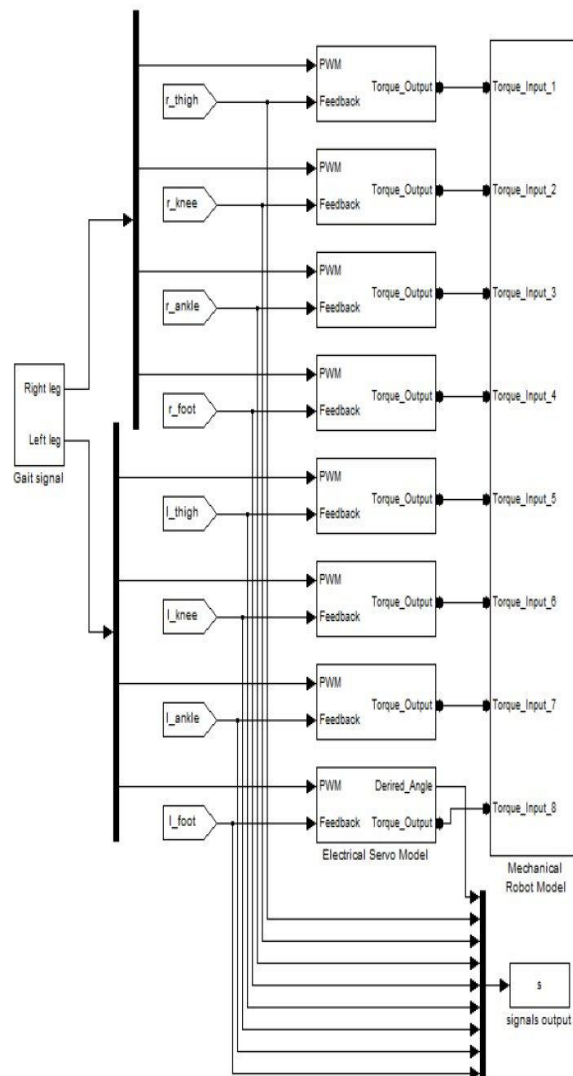 PWM
Torque_Output
Torque_Input_1
r_thigh
Feedback
PWM
Torque_Output
Torque_Input_2
r_knee
Feedback
PWM
Torque_Output
Torque_Input_3
r_ankle
Feedback
PWM
Right leg
Torque_Output
Torque_Input_4
r_foot
Feedback
Left leg
Gait signal
PWM
Torque_Output
Torque_Input_5
l_thigh
Feedback
PWM
Torque_Output
Torque_Input_6
l_knee
Feedback
PWM
Torque_Output
Torque_Input_7
l_ankle
Feedback
PWM
Derired_Angle
Torque_Input_8
l_foot
Feedback
Torque_Output
Electrical Servo Model
Mechanical
Robot Model
s
signals output